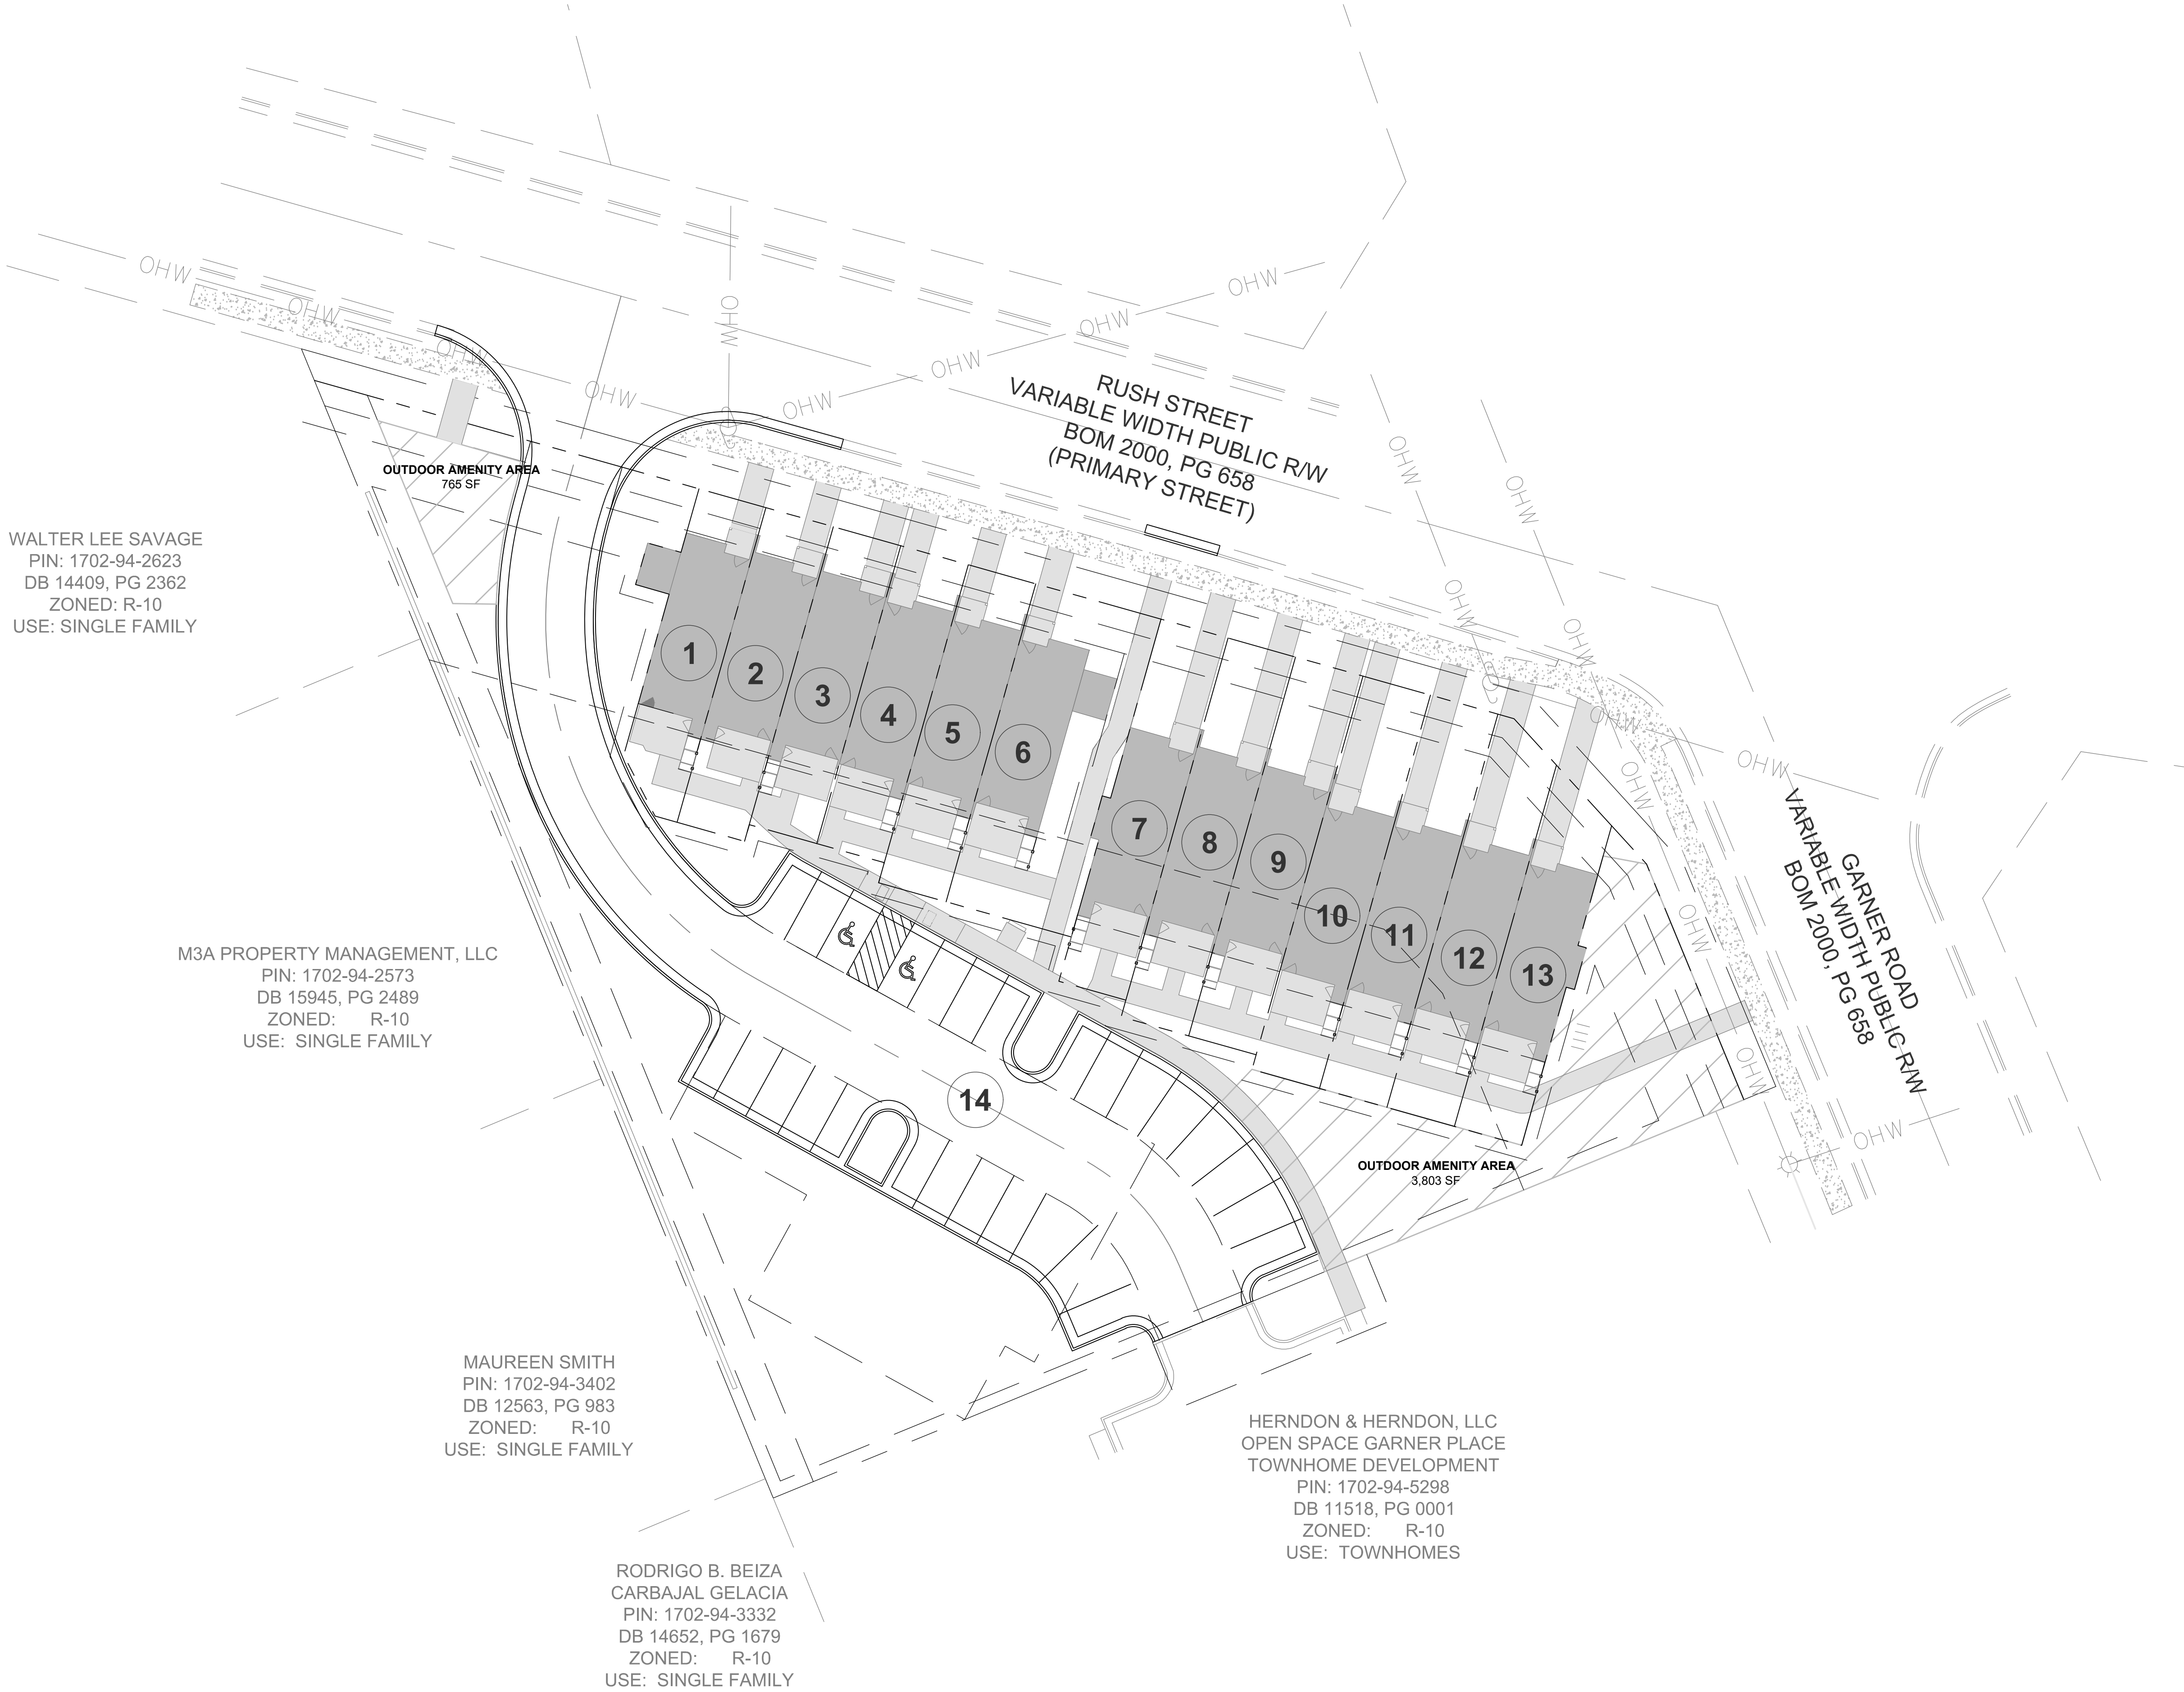 OHW
OHW
OHW
OHW
OHW
OHW
OHW
OHW
OHW
RUSH STREET
VARIABLE WIDTH PUBLIC R/W
BOM 2000, PG 658
(PRIMARY STREET)
OHW
OHW
OHW
OHW
OHW
OHW
OHW
OHW
OHW
OHW
GARNER ROAD
VARIABLE WIDTH PUBLIC R/W
BOM 2000, PG 658
OUTDOOR AMENITY AREA
765 SF
WALTER LEE SAVAGE
PIN: 1702-94-2623
DB 14409, PG 2362
ZONED: R-10
USE: SINGLE FAMILY
1
2
3
4
5
6
7
8
9
10
11
12
13
14
M3A PROPERTY MANAGEMENT, LLC
PIN: 1702-94-2573
DB 15945, PG 2489
ZONED: R-10
USE: SINGLE FAMILY
OUTDOOR AMENITY AREA
3,803 SF
MAUREEN SMITH
PIN: 1702-94-3402
DB 12563, PG 983
ZONED: R-10
USE: SINGLE FAMILY
HERNDON & HERNDON, LLC
OPEN SPACE GARNER PLACE
TOWNHOME DEVELOPMENT
PIN: 1702-94-5298
DB 11518, PG 0001
ZONED: R-10
USE: TOWNHOMES
RODRIGO B. BEIZA
CARBAJAL GELACIA
PIN: 1702-94-3332
DB 14652, PG 1679
ZONED: R-10
USE: SINGLE FAMILY